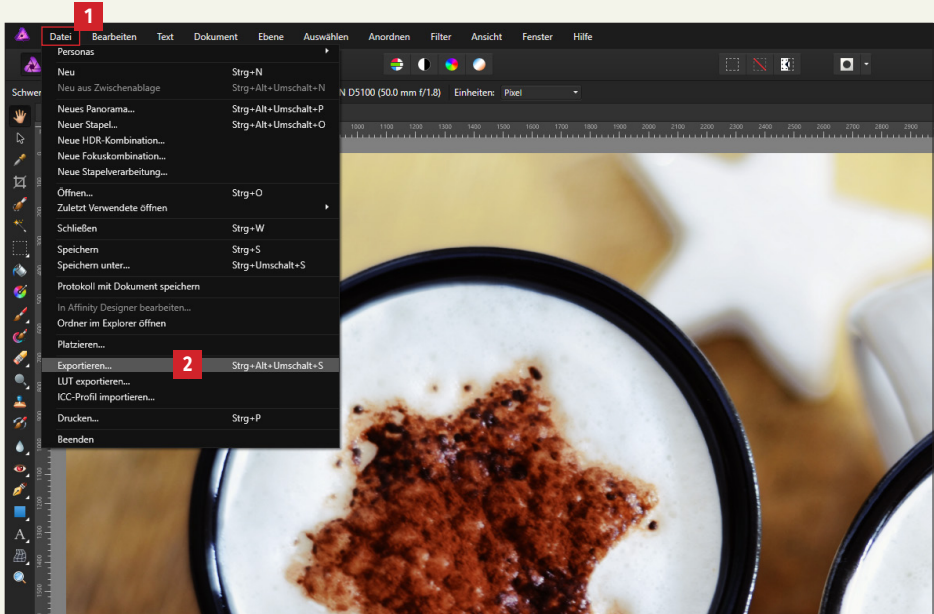 1
Datei Bearbeiten Text Dokument Ebene Auswählen Anordnen Filter Ansicht Fenster Hilfe
Personas
Neu Strg+N
Neu aus Zwischenablage Strg+Alt+Umschalt+N
Schwer N D5100 (50.0 mm f/1.8) Einheiten: Pixel
Neues Panorama... Strg+Alt+Umschalt+P
Neuer Stapel... Strg+Alt+Umschalt+O
1000 1100 1200 1300 1400 1500 1600 1700 1800 1900 2000 2100 2200 2300 2400 2500 2600 2700 2800 2900
Neue HDR-Kombination...
Neue Fokuskombination...
Neue Stapelverarbeitung...
Öffnen... Strg+O
Zuletzt Verwendete öffnen
Schließen Strg+W
Speichern Strg+S
Speichern unter... Strg+Umschalt+S
Protokoll mit Dokument speichern
In Affinity Designer bearbeiten...
Ordner im Explorer öffnen
Platzieren...
Exportieren... 2 Strg+Alt+Umschalt+S
LUT exportieren...
ICC-Profil importieren...
Drucken... Strg+P
Beenden
A